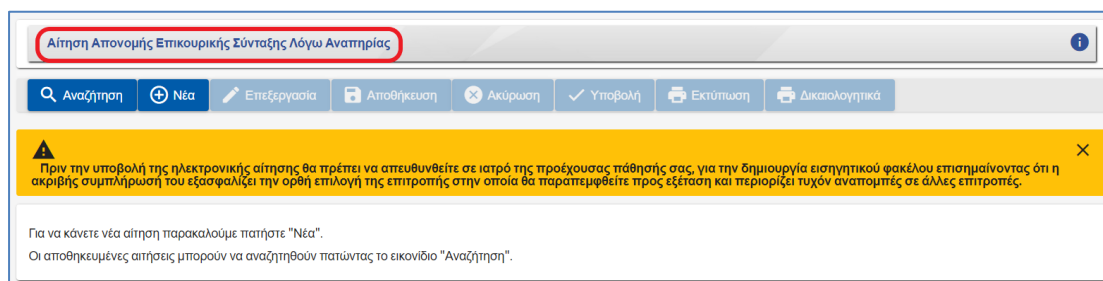 Αίτηση Απονομής Επικουρικής Σύνταξης Λόγω Αναπηρίας
Αναζήτηση Νέα Επεξεργασία Αποθήκευση Ακύρωση Υποβολή Εκτύπωση Δικαιολογητικά
Πριν την υποβολή της ηλεκτρονικής αίτησης θα πρέπει να απευθυνθείτε σε ιατρό της προέχουσας πάθησής σας, για την δημιουργία εισηγητικού φακέλου επισημαίνοντας ότι η
ακριβής συμπλήρωσή του εξασφαλίζει την ορθή επιλογή της επιτροπής στην οποία θα παραπεμφθείτε προς εξέταση και περιορίζει τυχόν αναπομπές σε άλλες επιτροπές.
Για να κάνετε νέα αίτηση παρακαλούμε πατήστε "Νέα".
Οι αποθηκευμένες αιτήσεις μπορούν να αναζητηθούν πατώντας το εικονίδιο "Αναζήτηση".